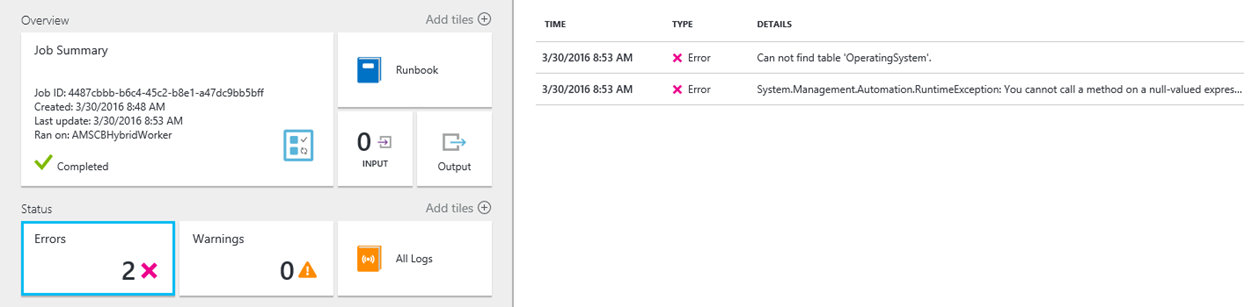 Overview
Add tiles
Job Summary
Job ID: 4487cbbb-b6c4-45c2-b8e1-a47dc9bb5bff
Created: 3/30/2016 8:48 AM
Last update: 3/30/2016 8:53 AM
Ran on: AMSCBHybridWorker
Completed
Runbook
0
INPUT
Output
Status
Add tiles
Errors
2
Warnings
0
All Logs
TIME TYPE DETAILS
3/30/2016 8:53 AM Error Can not find table 'OperatingSystem'.
3/30/2016 8:53 AM Error System.Management.Automation.RuntimeException: You cannot call a method on a null-valued expres...